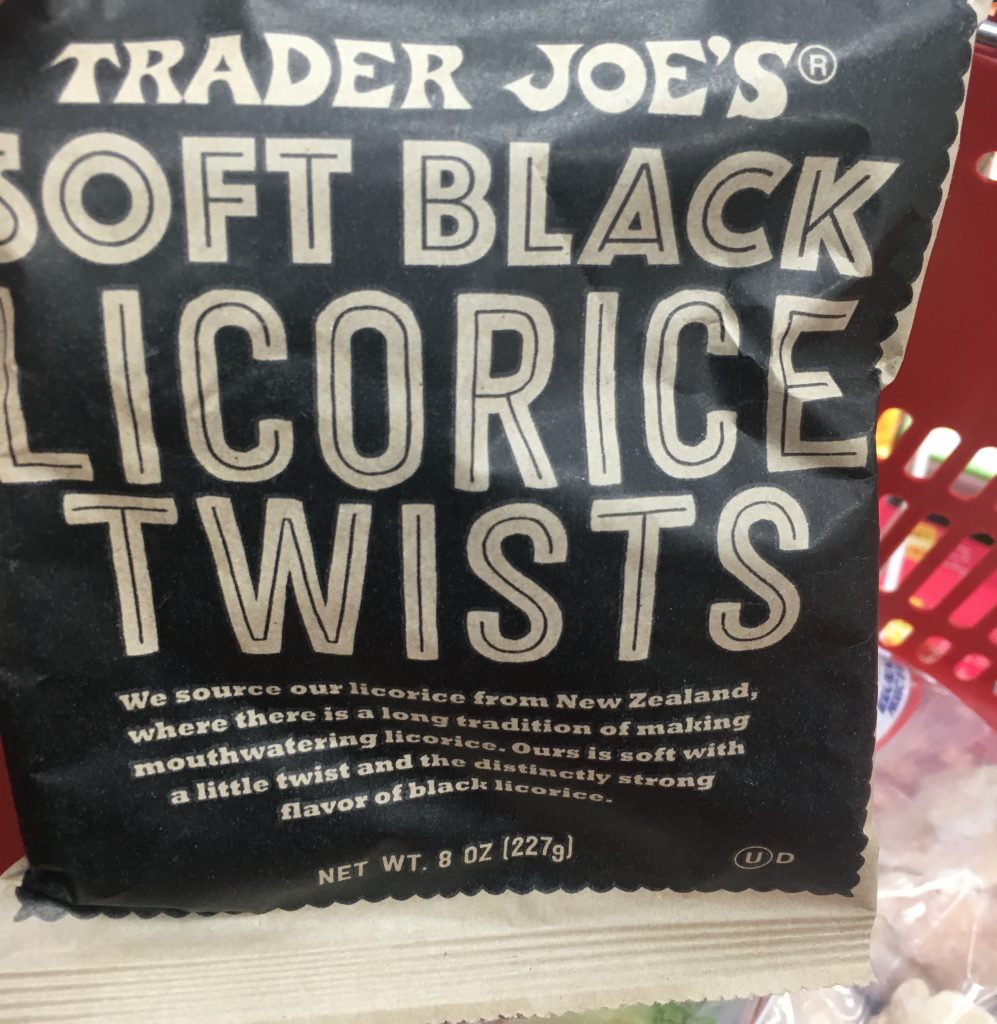 TRADER JOE'S®
SOFT BLACK
LICORICE
TWISTS
We source our licorice from New Zealand,
where there is a long tradition of making
mouthwatering licorice. Ours is soft with
a little twist and the distinctly strong
flavor of black licorice.
NET WT. 8 OZ (227g)
Ⓤ D